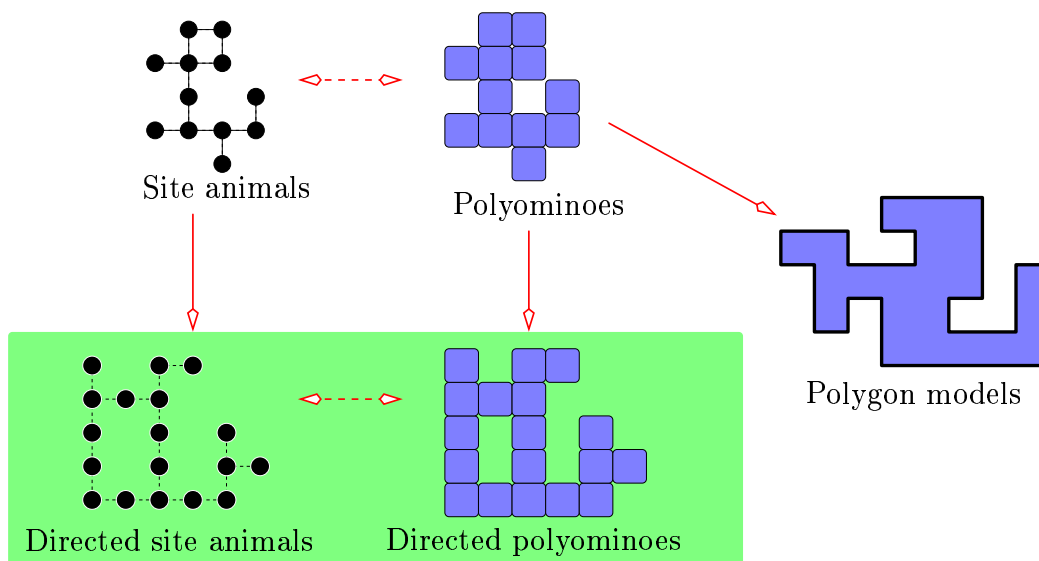 Site animals
Polyominoes
Polygon models
Directed site animals
Directed polyominoes